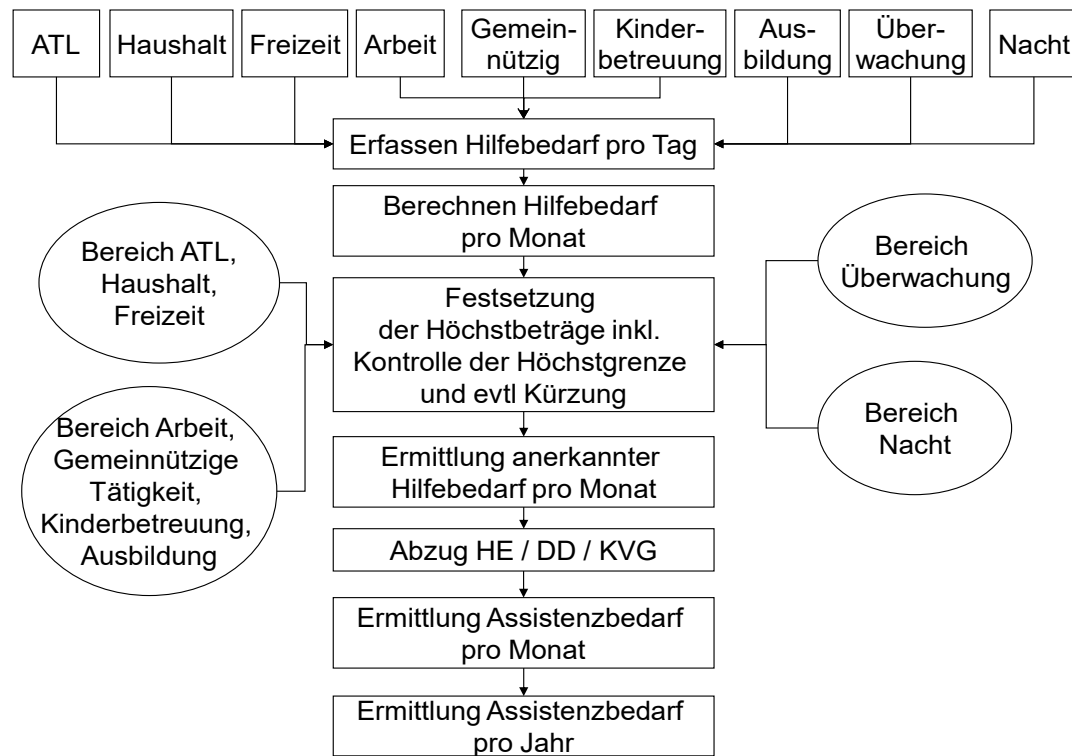 ATL
Haushalt
Freizeit
Arbeit
Gemein-
nützig
Kinder-
betreuung
Aus-
bildung
Über-
wachung
Nacht
Erfassen Hilfebedarf pro Tag
Berechnen Hilfebedarf
pro Monat
Bereich ATL,
Haushalt,
Freizeit
Bereich
Überwachung
Festsetzung
der Höchstbeträge inkl.
Kontrolle der Höchstgrenze
und evtl Kürzung
Bereich Arbeit,
Gemeinnützige
Tätigkeit,
Kinderbetreuung,
Ausbildung
Bereich
Nacht
Ermittlung anerkannter
Hilfebedarf pro Monat
Abzug HE / DD / KVG
Ermittlung Assistenzbedarf
pro Monat
Ermittlung Assistenzbedarf
pro Jahr